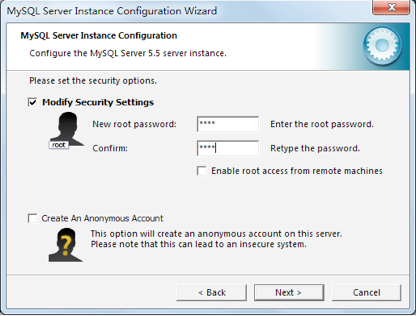 MySQL Server Instance Configuration Wizard
MySQL Server Instance Configuration
Configure the MySQL Server 5.5 server instance.
Please set the security options.
Modify Security Settings
New root password: **** Enter the root password.
root
Confirm: **** Retype the password.
Enable root access from remote machines
Create An Anonymous Account
This option will create an anonymous account on this server.
Please note that this can lead to an insecure system.
< Back Next > Cancel